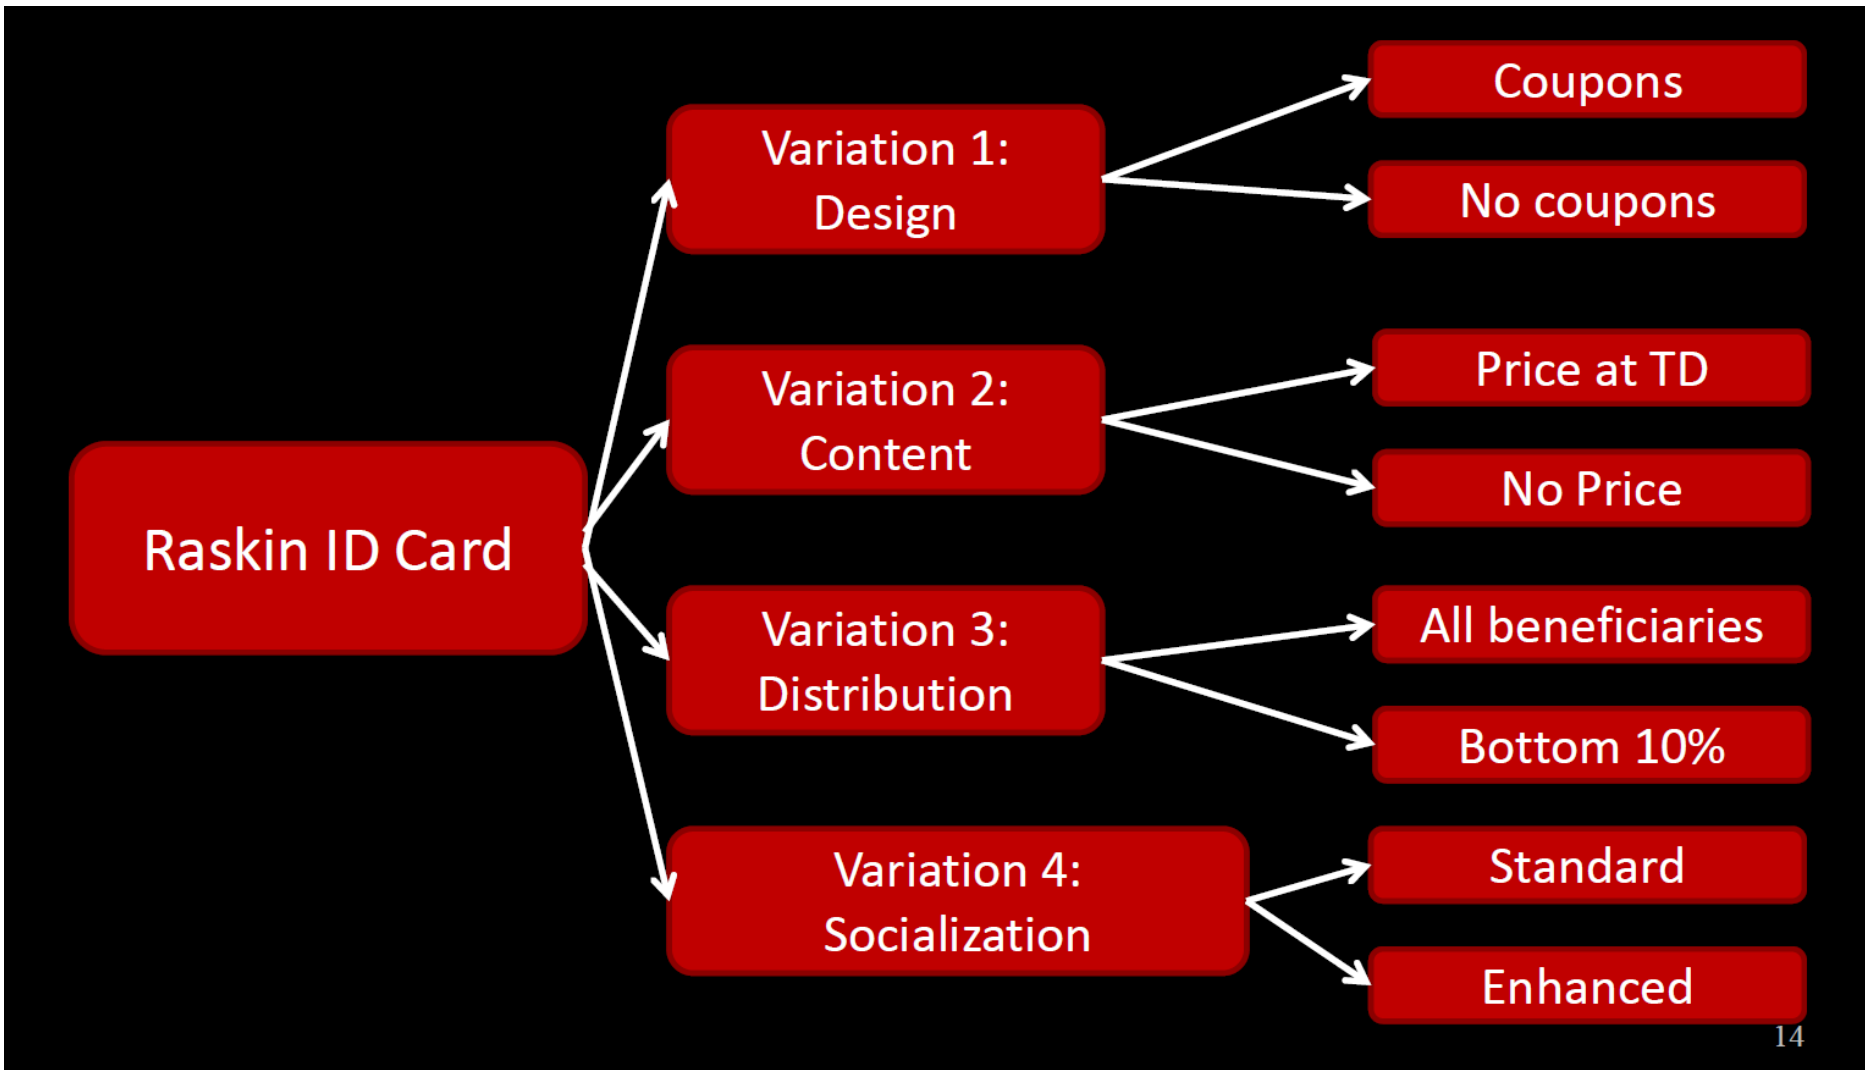 Raskin ID Card
Variation 1:
Design
Coupons
No coupons
Variation 2:
Content
Price at TD
No Price
Variation 3:
Distribution
All beneficiaries
Bottom 10%
Variation 4:
Socialization
Standard
Enhanced
14